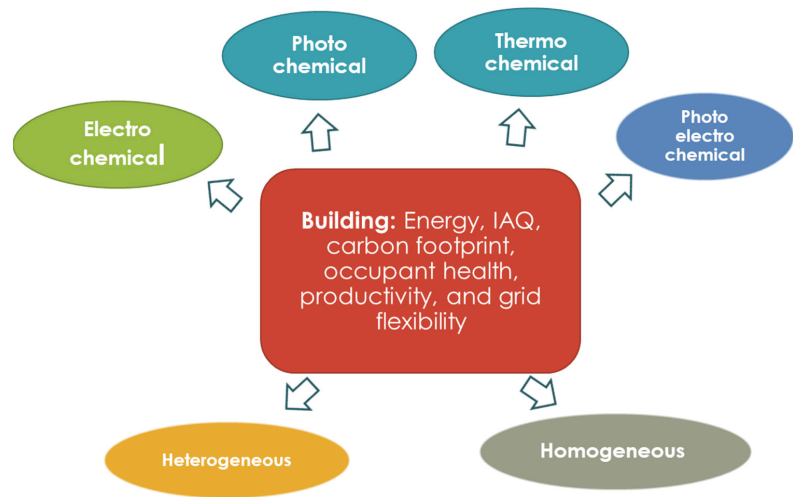 Photo
chemical
Thermo
chemical
Electro
chemical
Photo
electro
chemical
Building: Energy, IAQ,
carbon footprint,
occupant health,
productivity, and grid
flexibility
Heterogeneous
Homogeneous